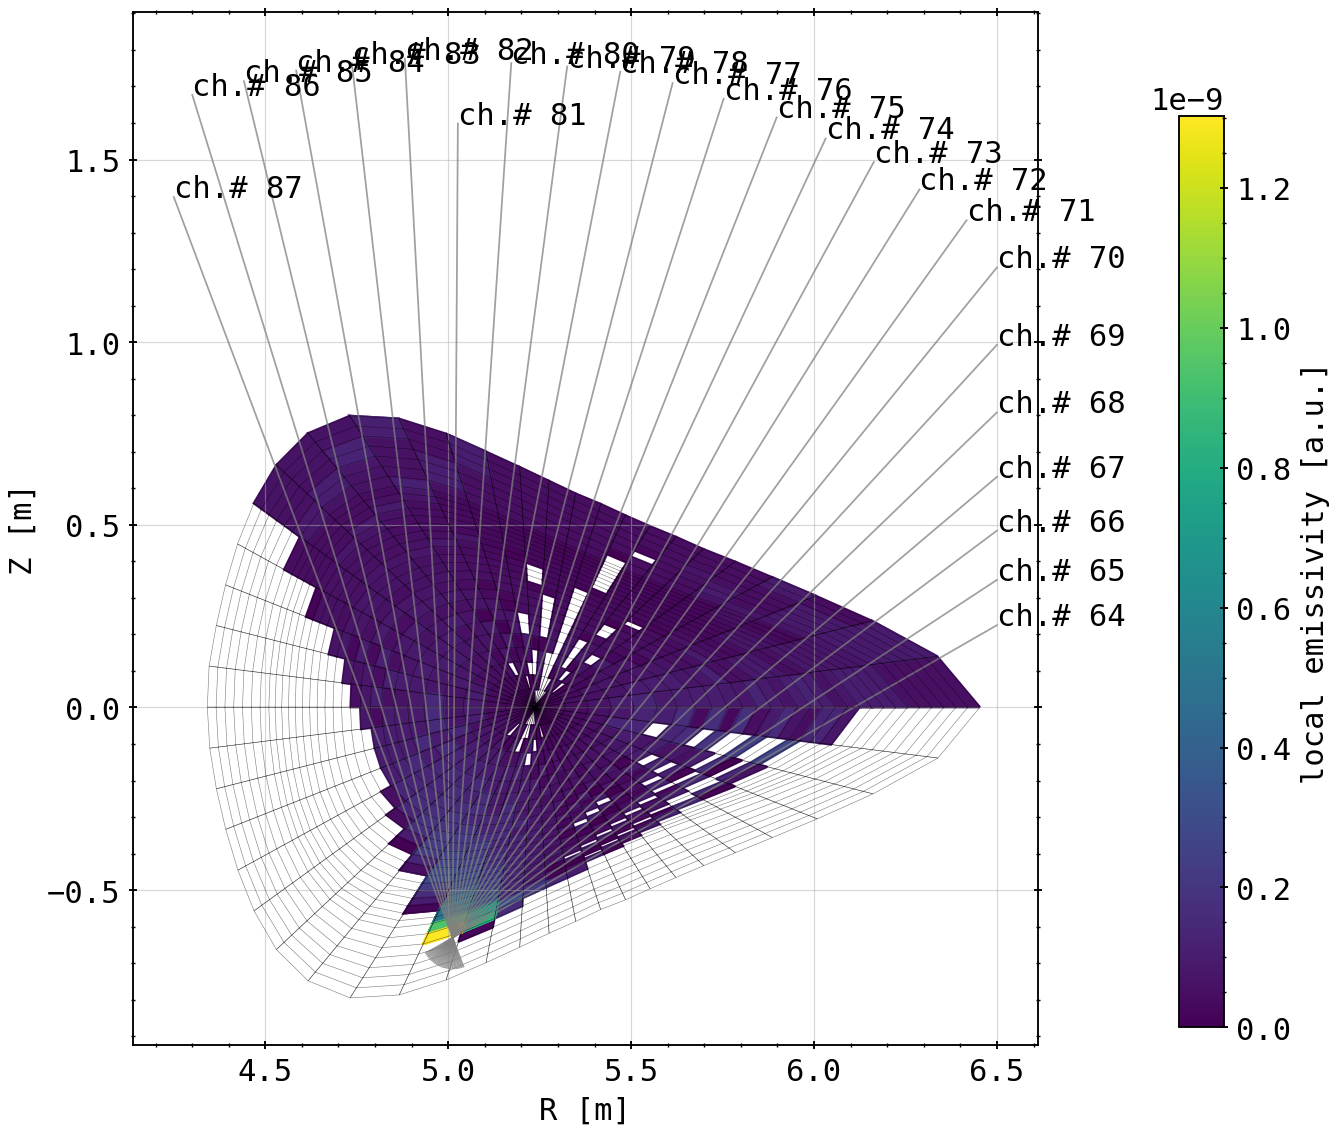 ch.# 86
ch.# 85
ch.# 84
ch.# 83
ch.# 82
ch.# 80
ch.# 79
ch.# 78
ch.# 77
ch.# 76
ch.# 75
ch.# 74
ch.# 73
ch.# 72
ch.# 71
ch.# 81
ch.# 87
ch.# 70
ch.# 69
ch.# 68
ch.# 67
ch.# 66
ch.# 65
ch.# 64
1.5
1.0
0.5
0.0
−0.5
Z [m]
4.5 5.0 5.5 6.0 6.5
R [m]
1e−9
1.2
1.0
0.8
0.6
0.4
0.2
0.0
local emissivity [a.u.]